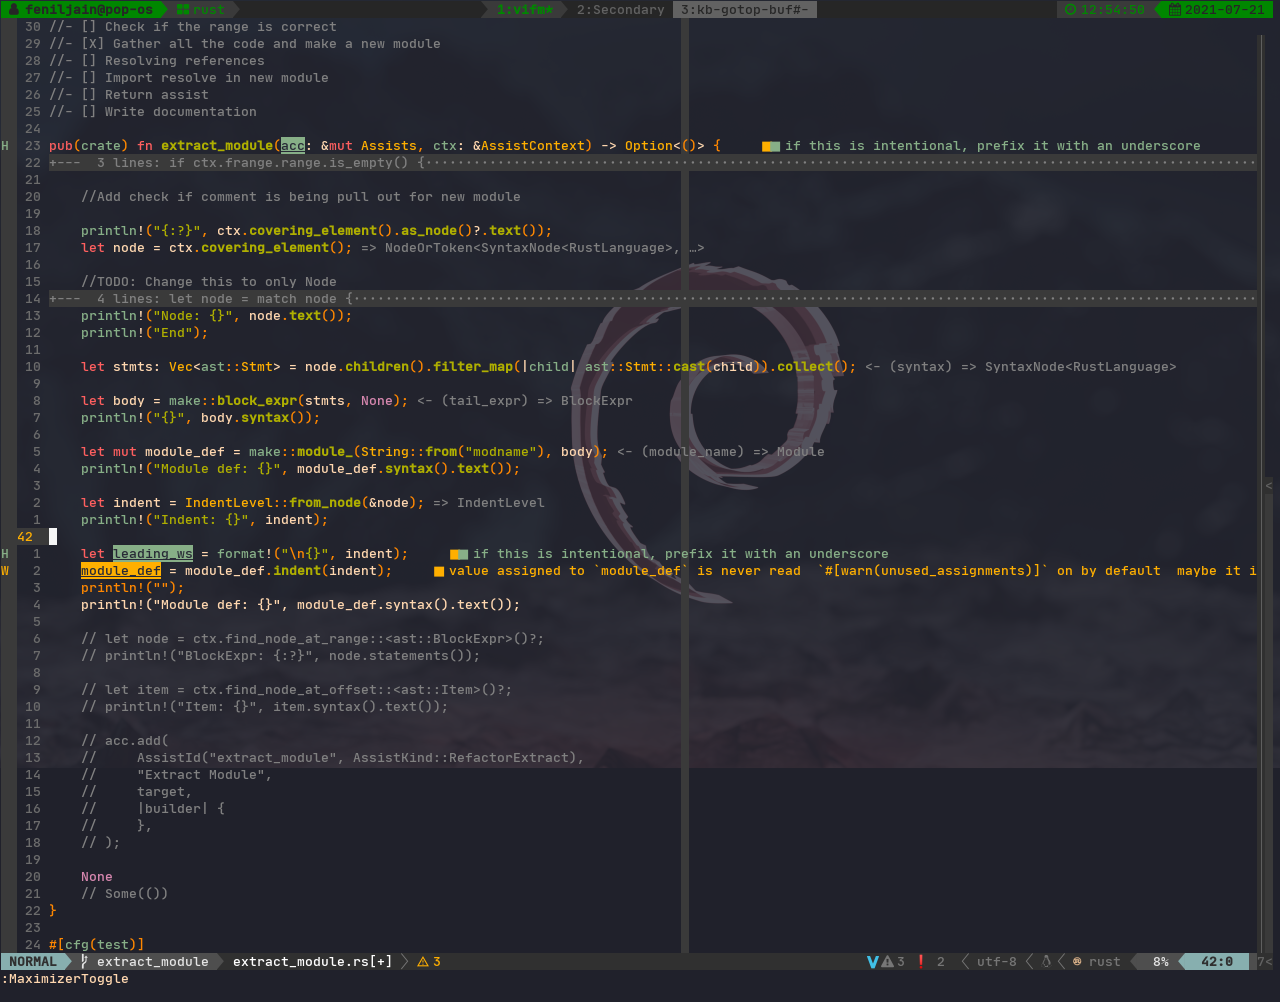 feniljain@pop-os rust 1:vifm★ 2:Secondary 3:kb-gotop-buf#- 12:54:50 2021-07-21
30 //- [] Check if the range is correct
29 //- [X] Gather all the code and make a new module
28 //- [] Resolving references
27 //- [] Import resolve in new module
26 //- [] Return assist
25 //- [] Write documentation
24
H 23 pub(crate) fn extract_module(acc: &mut Assists, ctx: &AssistContext) -> Option<()> { ■■ if this is intentional, prefix it with an underscore
22 +--- 3 lines: if ctx.frange.range.is_empty() {····························
21
20     //Add check if comment is being pull out for new module
19
18     println!("{:?}", ctx.covering_element().as_node()?.text());
17     let node = ctx.covering_element(); => NodeOrToken<SyntaxNode<RustLanguage>, …>
16
15     //TODO: Change this to only Node
14 +--- 4 lines: let node = match node {····························
13     println!("Node: {}", node.text());
12     println!("End");
11
10     let stmts: Vec<ast::Stmt> = node.children().filter_map(|child| ast::Stmt::cast(child)).collect(); <- (syntax) => SyntaxNode<RustLanguage>
9
8     let body = make::block_expr(stmts, None); <- (tail_expr) => BlockExpr
7     println!("{}", body.syntax());
6
5     let mut module_def = make::module_(String::from("modname"), body); <- (module_name) => Module
4     println!("Module def: {}", module_def.syntax().text());
3
2     let indent = IndentLevel::from_node(&node); => IndentLevel
1     println!("Indent: {}", indent);
42 <
H 1     let leading_ws = format!("\n{}", indent); ■■ if this is intentional, prefix it with an underscore
W 2     module_def = module_def.indent(indent); ■ value assigned to `module_def` is never read `#[warn(unused_assignments)]` on by default maybe it i
3     println!("");
4     println!("Module def: {}", module_def.syntax().text());
5
6     // let node = ctx.find_node_at_range::<ast::BlockExpr>()?;
7     // println!("BlockExpr: {:?}", node.statements());
8
9     // let item = ctx.find_node_at_offset::<ast::Item>()?;
10     // println!("Item: {}", item.syntax().text());
11
12     // acc.add(
13     //     AssistId("extract_module", AssistKind::RefactorExtract),
14     //     "Extract Module",
15     //     target,
16     //     |builder| {
17     //     },
18     // );
19
20     None
21     // Some(())
22 }
23
24 #[cfg(test)]
NORMAL extract_module extract_module.rs[+] ⚠ 3 V ⚠ 3 ! 2 utf-8 rust 8% 42:0 7<
:MaximizerToggle